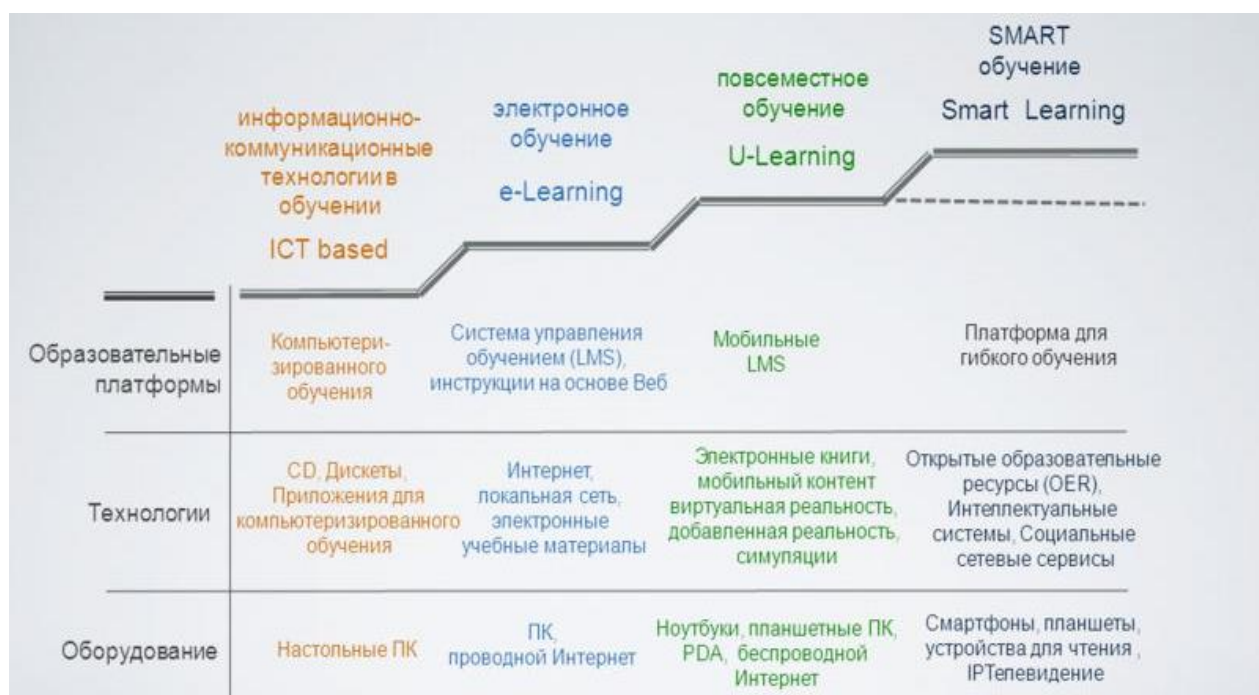 информационно-
коммуникационные
технологии в
обучении
ICT based
электронное
обучение
e-Learning
повсеместное
обучение
U-Learning
SMART
обучение
Smart Learning
Образовательные
платформы
Компьютери-
зированного
обучения
Система управления
обучением (LMS),
инструкции на основе Веб
Мобильные
LMS
Платформа для
гибкого обучения
Технологии
CD, Дискеты,
Приложения для
компьютеризированного
обучения
Интернет,
локальная сеть,
электронные
учебные материалы
Электронные книги,
мобильный контент
виртуальная реальность,
добавленная реальность,
симуляции
Открытые образовательные
ресурсы (OER),
Интеллектуальные
системы, Социальные
сетевые сервисы
Оборудование
Настольные ПК
ПК,
проводной Интернет
Ноутбуки, планшетные ПК,
PDA, беспроводной
Интернет
Смартфоны, планшеты,
устройства для чтения ,
IPТелевидение